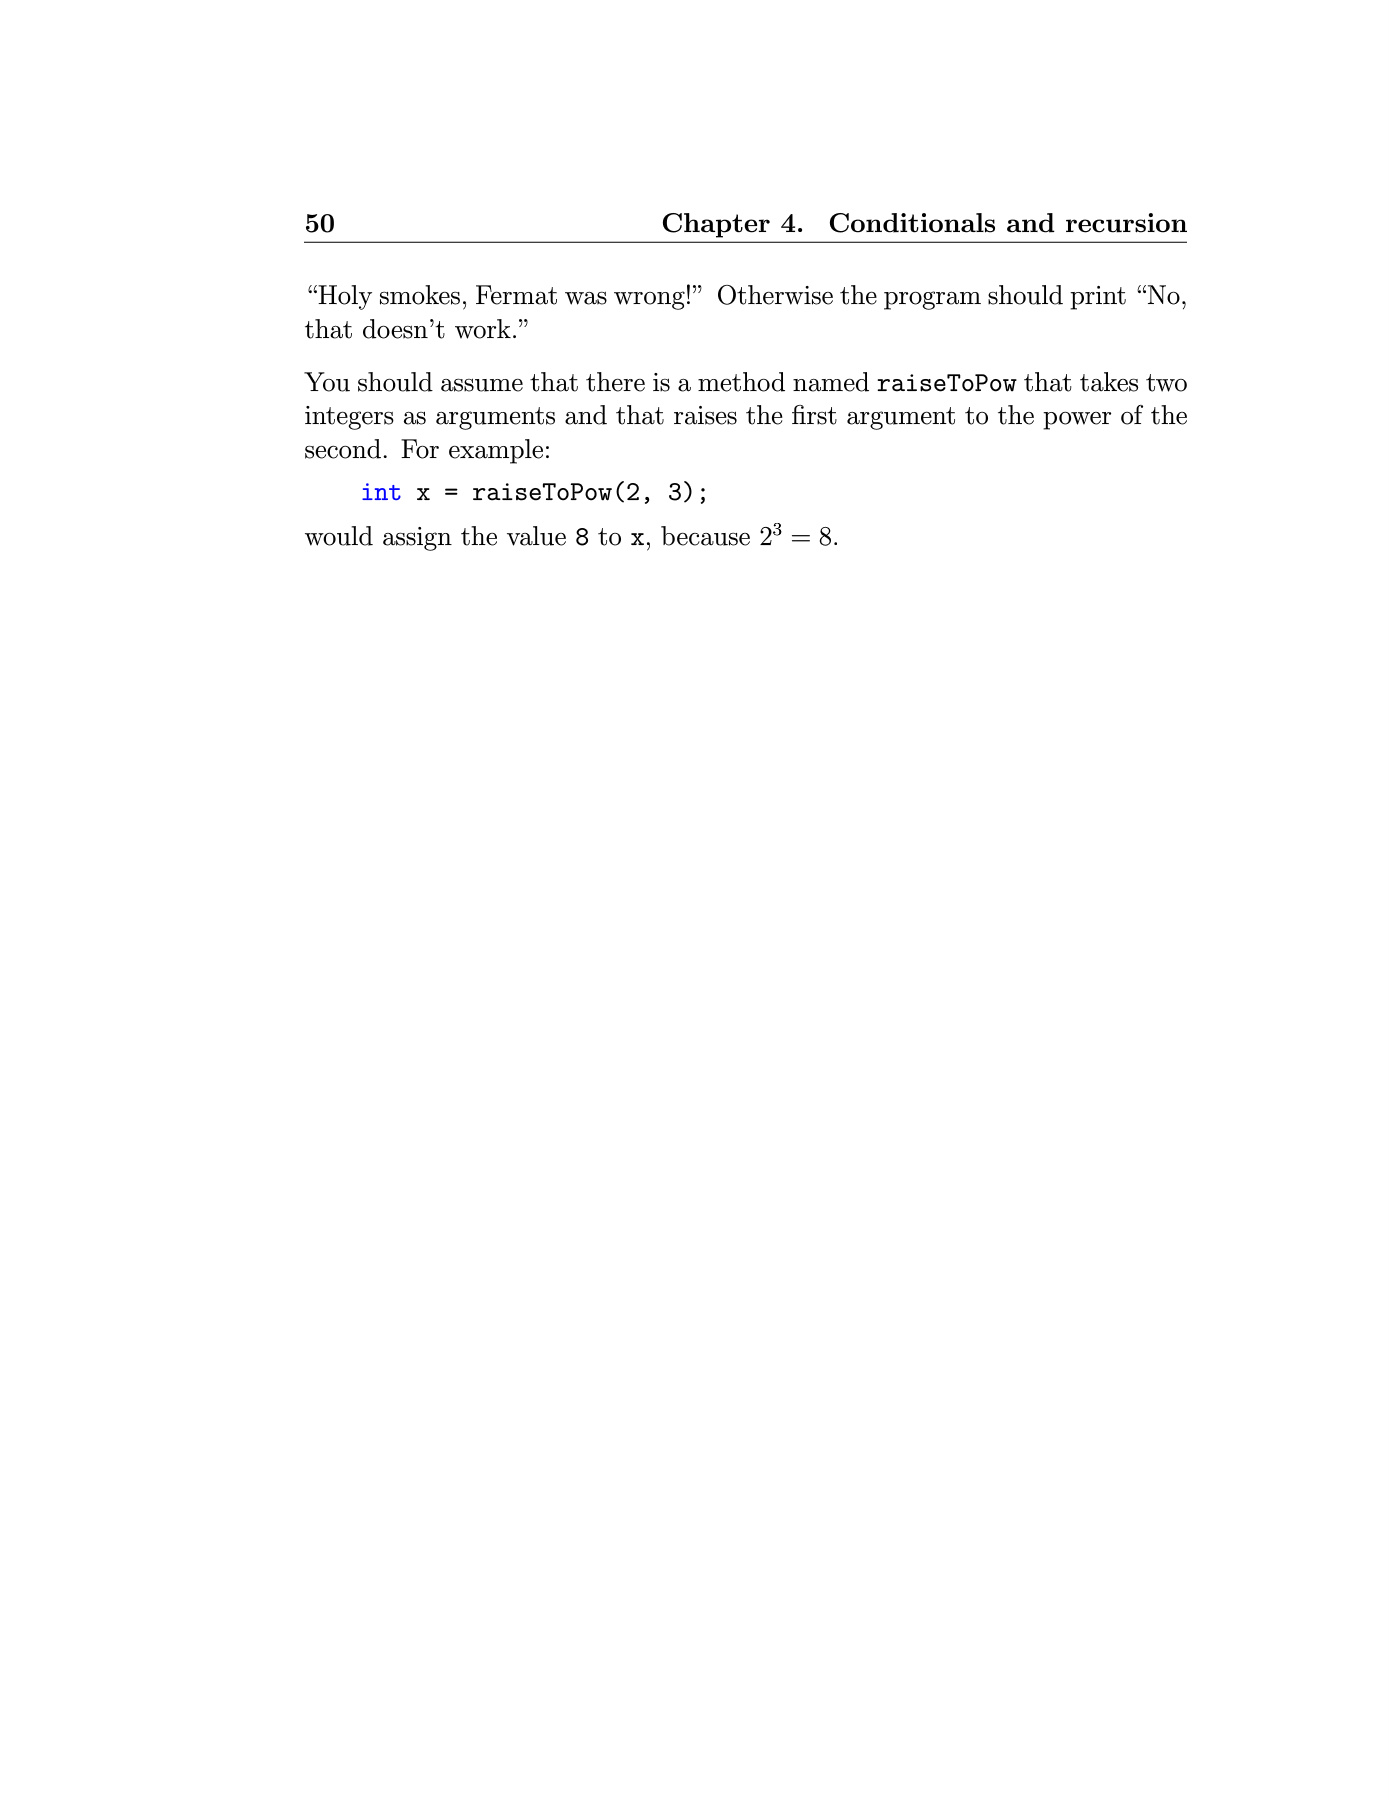 50 Chapter 4. Conditionals and recursion
“Holy smokes, Fermat was wrong!” Otherwise the program should print “No,
that doesn’t work.”
You should assume that there is a method named raiseToPow that takes two
integers as arguments and that raises the first argument to the power of the
second. For example:
int x = raiseToPow(2, 3);
would assign the value 8 to x, because 2³ = 8.